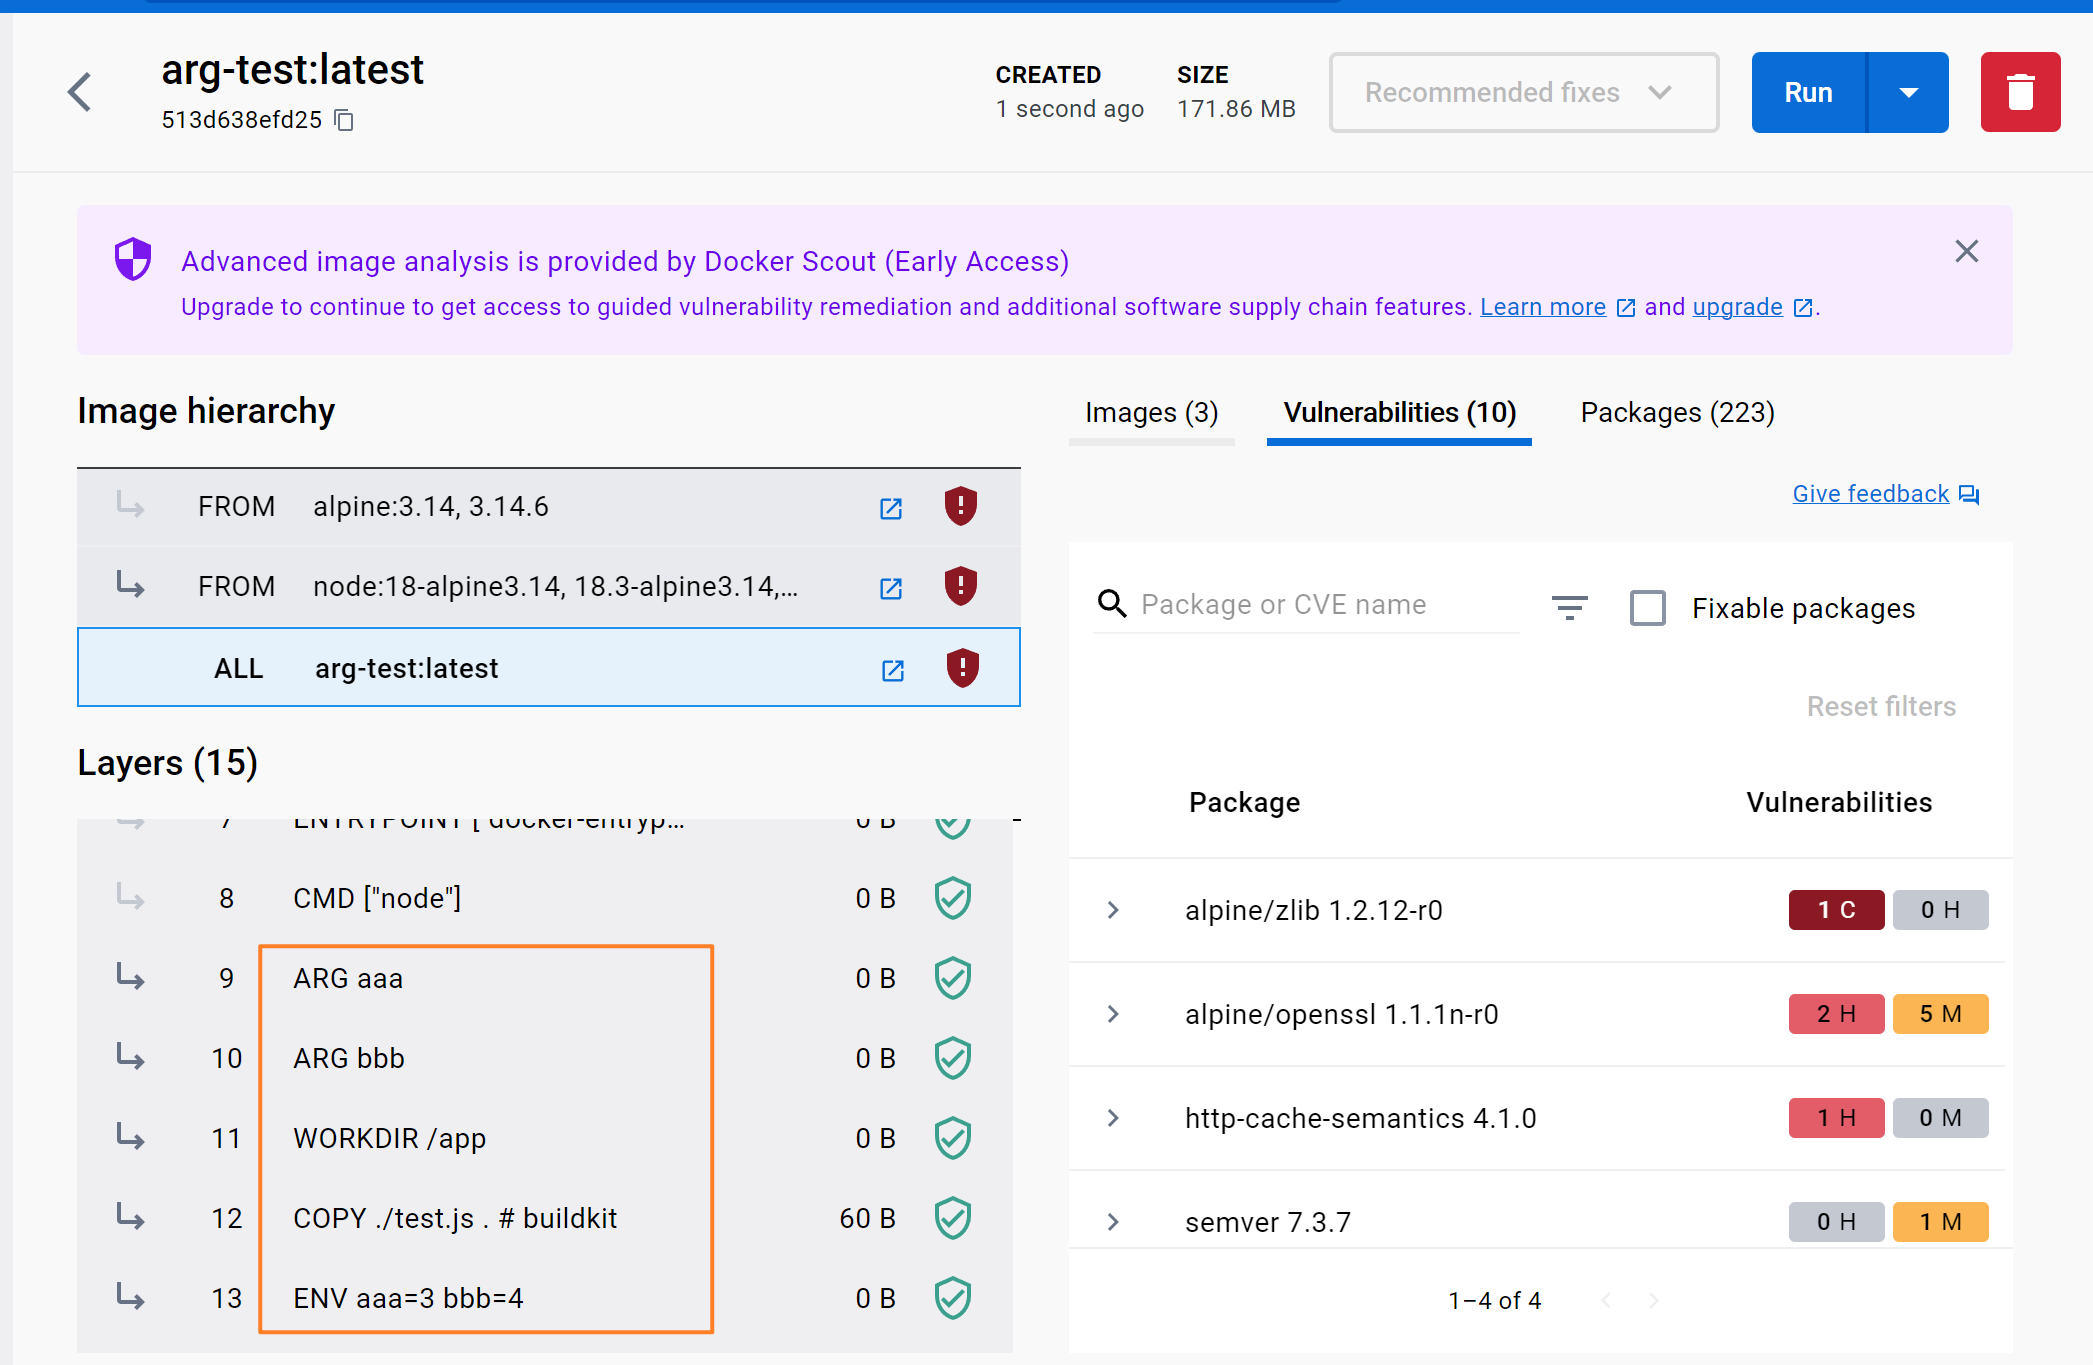 arg-test:latest
513d638efd25
CREATED
1 second ago
SIZE
171.86 MB
Recommended fixes
Run
Advanced image analysis is provided by Docker Scout (Early Access)
Upgrade to continue to get access to guided vulnerability remediation and additional software supply chain features. Learn more and upgrade .
Image hierarchy
FROM alpine:3.14, 3.14.6
FROM node:18-alpine3.14, 18.3-alpine3.14,...
ALL arg-test:latest
Layers (15)
7 ENTRYPOINT ["docker-entryp... 0 B
8 CMD ["node"] 0 B
9 ARG aaa 0 B
10 ARG bbb 0 B
11 WORKDIR /app 0 B
12 COPY ./test.js . # buildkit 60 B
13 ENV aaa=3 bbb=4 0 B
Images (3)
Vulnerabilities (10)
Packages (223)
Give feedback
Package or CVE name
Fixable packages
Reset filters
Package Vulnerabilities
alpine/zlib 1.2.12-r0 1 C 0 H
alpine/openssl 1.1.1n-r0 2 H 5 M
http-cache-semantics 4.1.0 1 H 0 M
semver 7.3.7 0 H 1 M
1–4 of 4